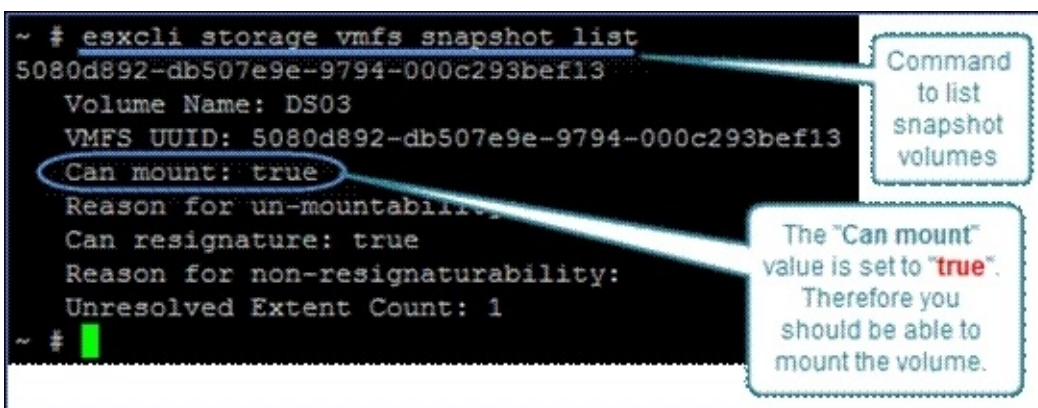 ~ # esxcli storage vmfs snapshot list
5080d892-db507e9e-9794-000c293bef13
Volume Name: DS03
VMFS UUID: 5080d892-db507e9e-9794-000c293bef13
Can mount: true
Reason for un-mountability:
Can resignature: true
Reason for non-resignaturability:
Unresolved Extent Count: 1
~ #
Command
to list
snapshot
volumes
The "Can mount"
value is set to "true".
Therefore you
should be able to
mount the volume.